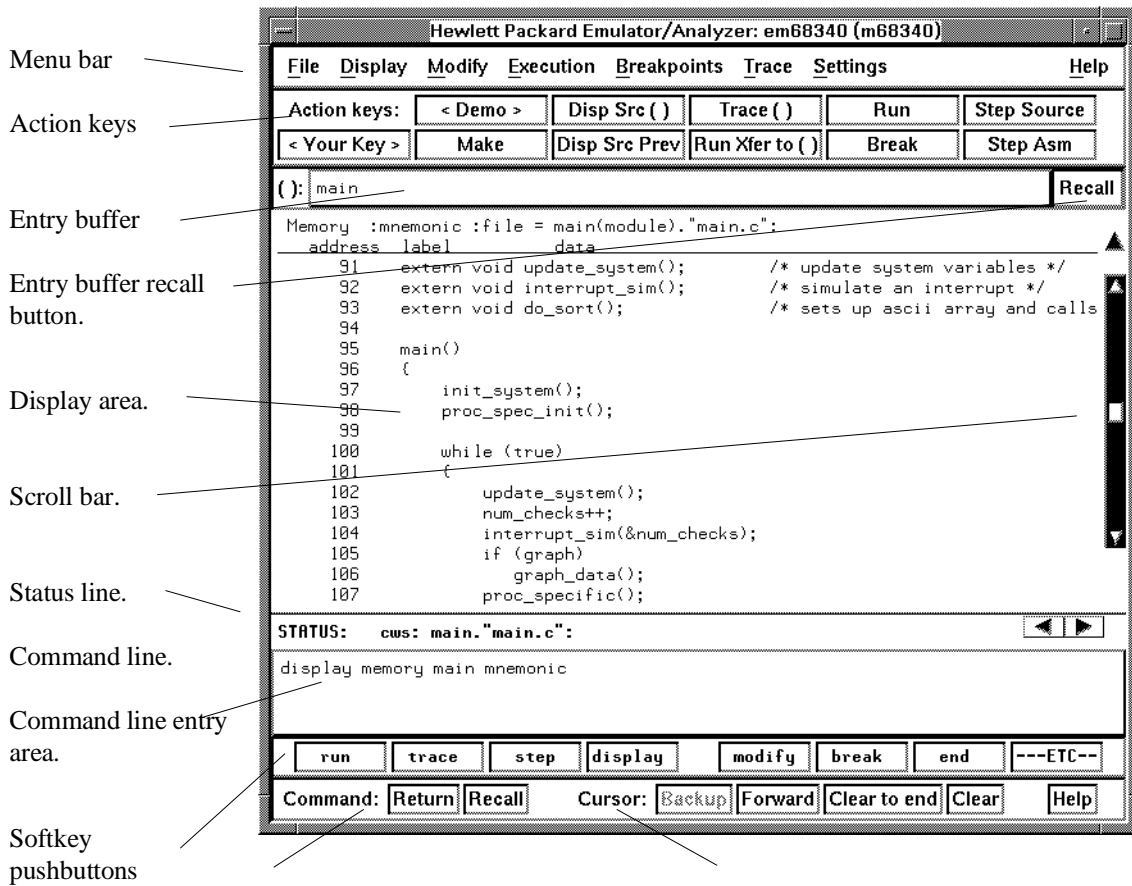 Hewlett Packard Emulator/Analyzer: em68340 (m68340)
Menu bar
File Display Modify Execution Breakpoints Trace Settings Help
Action keys
Action keys: < Demo > Disp Src ( ) Trace ( ) Run Step Source
< Your Key > Make Disp Src Prev Run Xfer to ( ) Break Step Asm
Entry buffer
( ): main Recall
Entry buffer recall
button.
Memory :mnemonic :file = main(module)."main.c":
address label data
91 extern void update_system(); /* update system variables */
92 extern void interrupt_sim(); /* simulate an interrupt */
93 extern void do_sort(); /* sets up ascii array and calls
94
95 main()
96 {
97 init_system();
Display area.
98 proc_spec_init();
99
100 while (true)
101 {
Scroll bar.
102 update_system();
103 num_checks++;
104 interrupt_sim(&num_checks);
105 if (graph)
106 graph_data();
107 proc_specific();
Status line.
STATUS: cws: main."main.c":
Command line.
display memory main mnemonic
Command line entry
area.
run trace step display modify break end ---ETC--
Command: Return Recall Cursor: Backup Forward Clear to end Clear Help
Softkey
pushbuttons